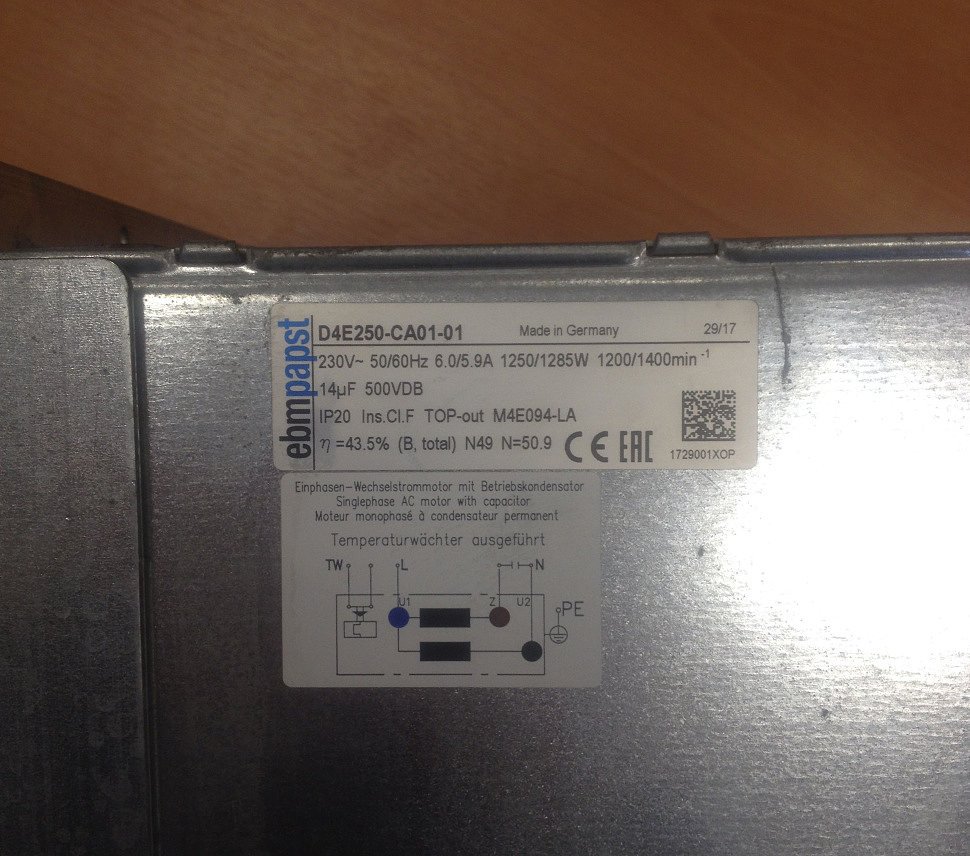 ebmpapst
D4E250-CA01-01 Made in Germany 29/17
230V~ 50/60Hz 6.0/5.9A 1250/1285W 1200/1400min⁻¹
14µF 500VDB
IP20 Ins.Cl.F TOP-out M4E094-LA
η =43.5% (B, total) N49 N=50.9 CE EAC
1729001XOP
Einphasen-Wechselstrommotor mit Betriebskondensator
Singlephase AC motor with capacitor
Moteur monophasé à condensateur permanent
Temperaturwächter ausgeführt
TW L N
U1 Z U2
PE